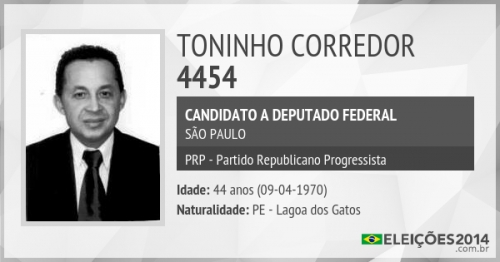 TONINHO CORREDOR
4454
CANDIDATO A DEPUTADO FEDERAL
SÃO PAULO
PRP - Partido Republicano Progressista
Idade: 44 anos (09-04-1970)
Naturalidade: PE - Lagoa dos Gatos
ELEIÇÕES2014
.com.br